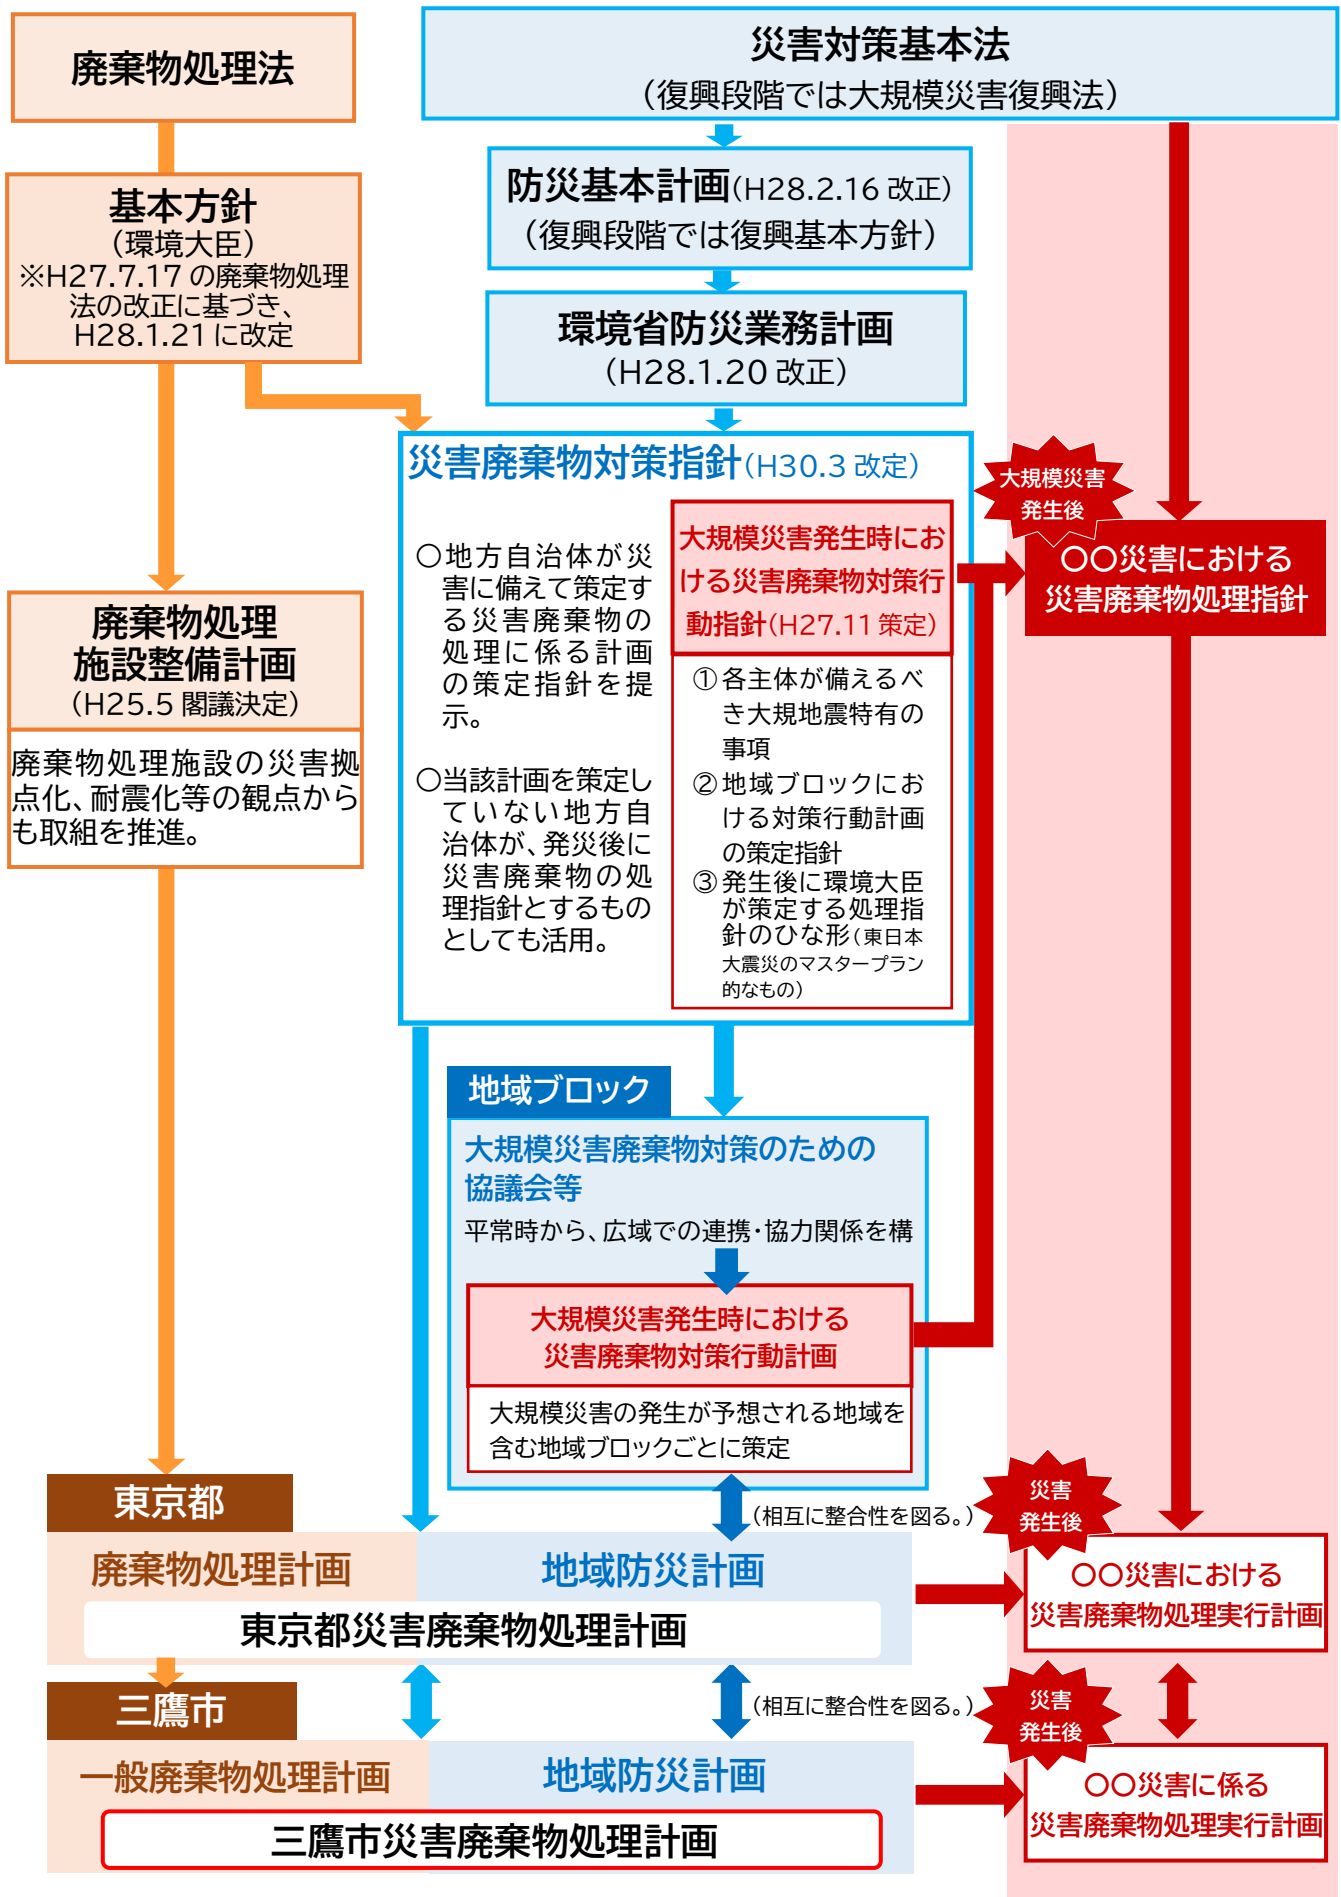 廃棄物処理法
災害対策基本法
（復興段階では大規模災害復興法）
基本方針
（環境大臣）
※H27.7.17 の廃棄物処理
法の改正に基づき、
H28.1.21 に改定
防災基本計画（H28.2.16 改正）
（復興段階では復興基本方針）
環境省防災業務計画
（H28.1.20 改正）
災害廃棄物対策指針（H30.3 改定）
〇地方自治体が災
害に備えて策定す
る災害廃棄物の
処理に係る計画
の策定指針を提
示。
〇当該計画を策定し
ていない地方自
治体が、発災後に
災害廃棄物の処
理指針とするもの
としても活用。
大規模災害発生時にお
ける災害廃棄物対策行
動指針（H27.11 策定）
①各主体が備えるべ
き大規地震特有の
事項
②地域ブロックにお
ける対策行動計画
の策定指針
③発生後に環境大臣
が策定する処理指
針のひな形（東日本
大震災のマスタープラン
的なもの）
大規模災害
発生後
〇〇災害における
災害廃棄物処理指針
廃棄物処理
施設整備計画
（H25.5 閣議決定）
廃棄物処理施設の災害拠
点化、耐震化等の観点から
も取組を推進。
地域ブロック
大規模災害廃棄物対策のための
協議会等
平常時から、広域での連携・協力関係を構
大規模災害発生時における
災害廃棄物対策行動計画
大規模災害の発生が予想される地域を
含む地域ブロックごとに策定
（相互に整合性を図る。）
東京都
廃棄物処理計画
地域防災計画
東京都災害廃棄物処理計画
災害
発生後
〇〇災害における
災害廃棄物処理実行計画
（相互に整合性を図る。）
三鷹市
一般廃棄物処理計画
地域防災計画
三鷹市災害廃棄物処理計画
災害
発生後
〇〇災害に係る
災害廃棄物処理実行計画